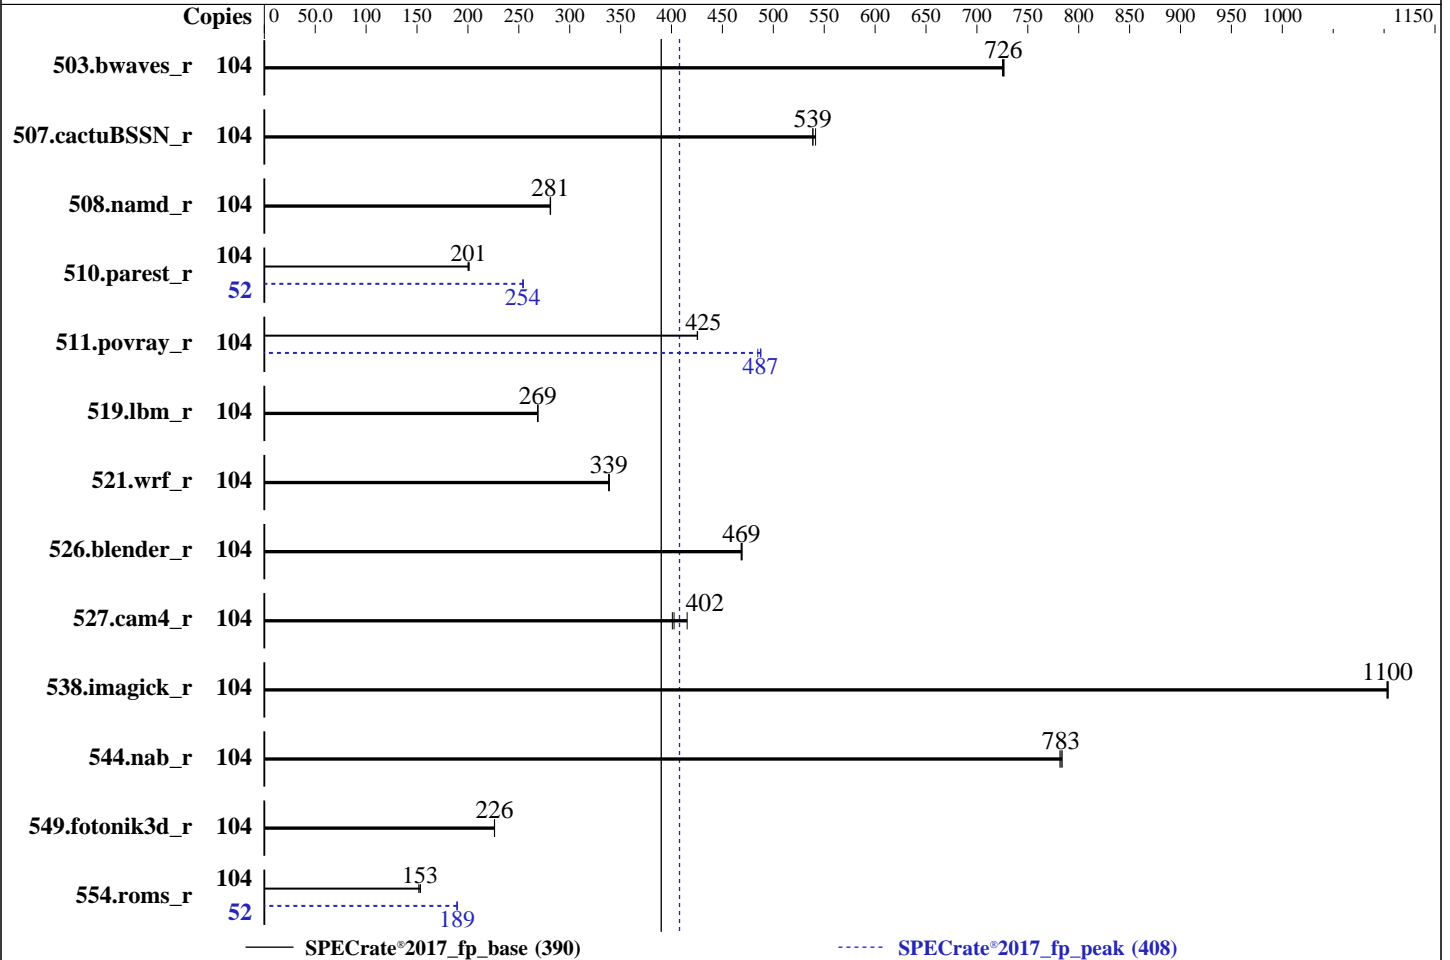 Copies 0 50.0 100 150 200 250 300 350 400 450 500 550 600 650 700 750 800 850 900 950 1000 1150
503.bwaves_r 104 726
507.cactuBSSN_r 104 539
508.namd_r 104 281
510.parest_r 104 201
52 254
511.povray_r 104 425
487
519.lbm_r 104 269
521.wrf_r 104 339
526.blender_r 104 469
527.cam4_r 104 402
538.imagick_r 104 1100
544.nab_r 104 783
549.fotonik3d_r 104 226
554.roms_r 104 153
52 189
SPECrate®2017_fp_base (390) SPECrate®2017_fp_peak (408)